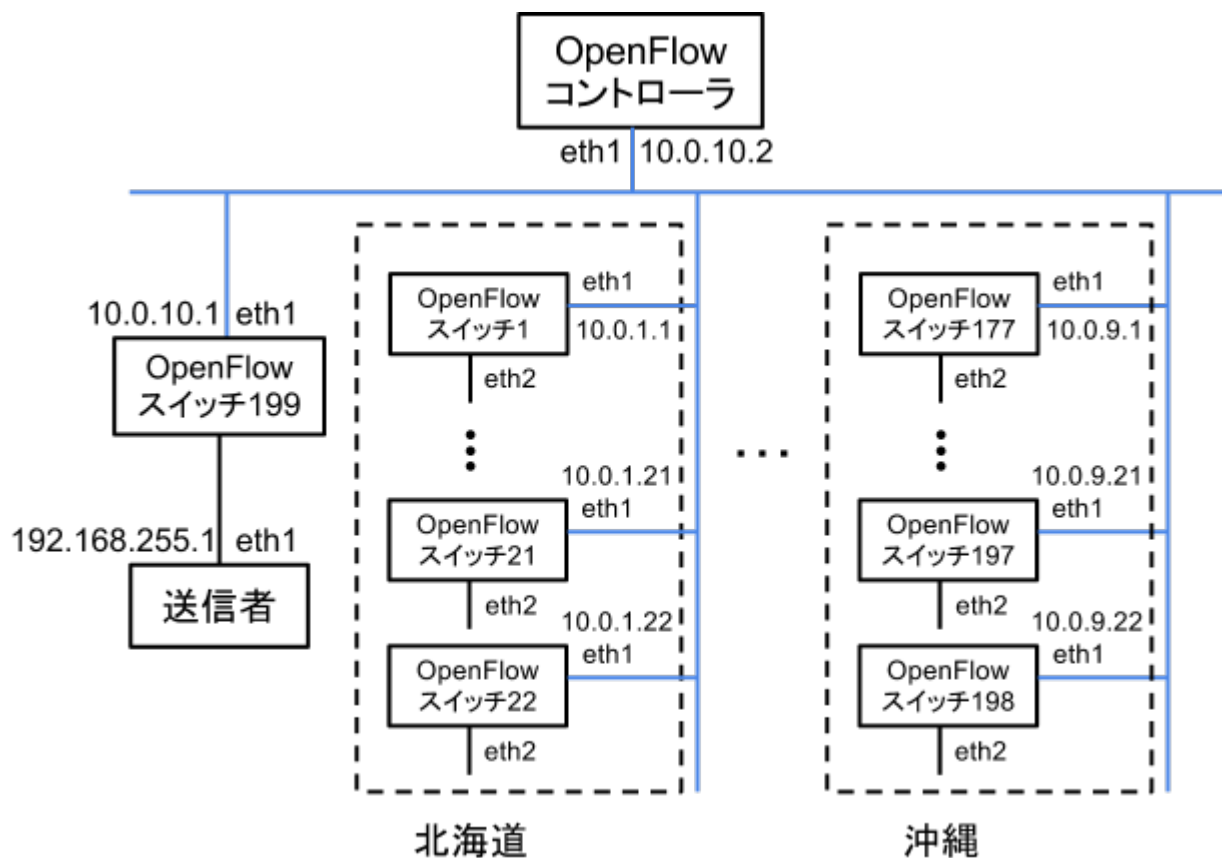 OpenFlow
コントローラ
eth1 10.0.10.2
10.0.10.1 eth1
OpenFlow
スイッチ199
192.168.255.1 eth1
送信者
OpenFlow
スイッチ1
eth1
10.0.1.1
eth2
10.0.1.21
OpenFlow
スイッチ21
eth1
eth2
10.0.1.22
OpenFlow
スイッチ22
eth1
eth2
北海道
...
OpenFlow
スイッチ177
eth1
10.0.9.1
eth2
10.0.9.21
OpenFlow
スイッチ197
eth1
eth2
10.0.9.22
OpenFlow
スイッチ198
eth1
eth2
沖縄